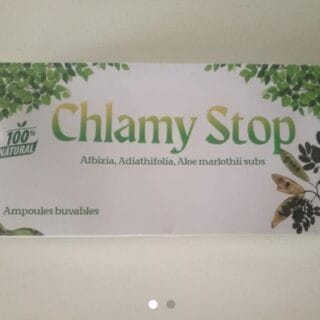 100%
NATURAL
Chlamy Stop
Albizia, Adiathifolia, Aloe marlothii subs
Ampoules buvables